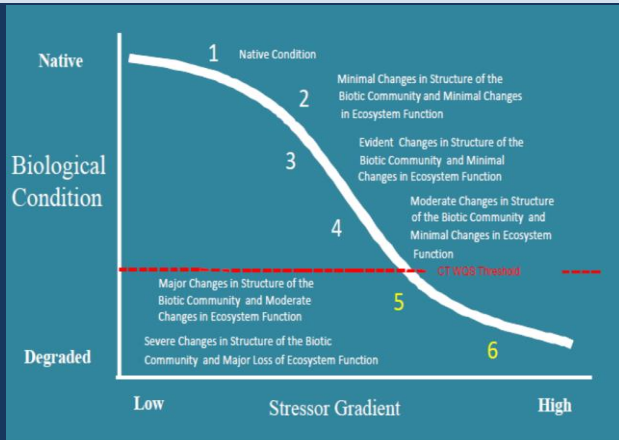 Native
1
Native Condition
2
Minimal Changes in Structure of the
Biotic Community and Minimal Changes
in Ecosystem Function
3
Evident Changes in Structure of the
Biotic Community and Minimal
Changes in Ecosystem Function
Biological
Condition
4
Moderate Changes in Structure
of the Biotic Community and
Minimal Changes in Ecosystem
Function
CT WQS Threshold
Major Changes in Structure of the
Biotic Community and Moderate
Changes in Ecosystem Function
5
Severe Changes in Structure of the Biotic
Community and Major Loss of Ecosystem Function
6
Degraded
Low
Stressor Gradient
High